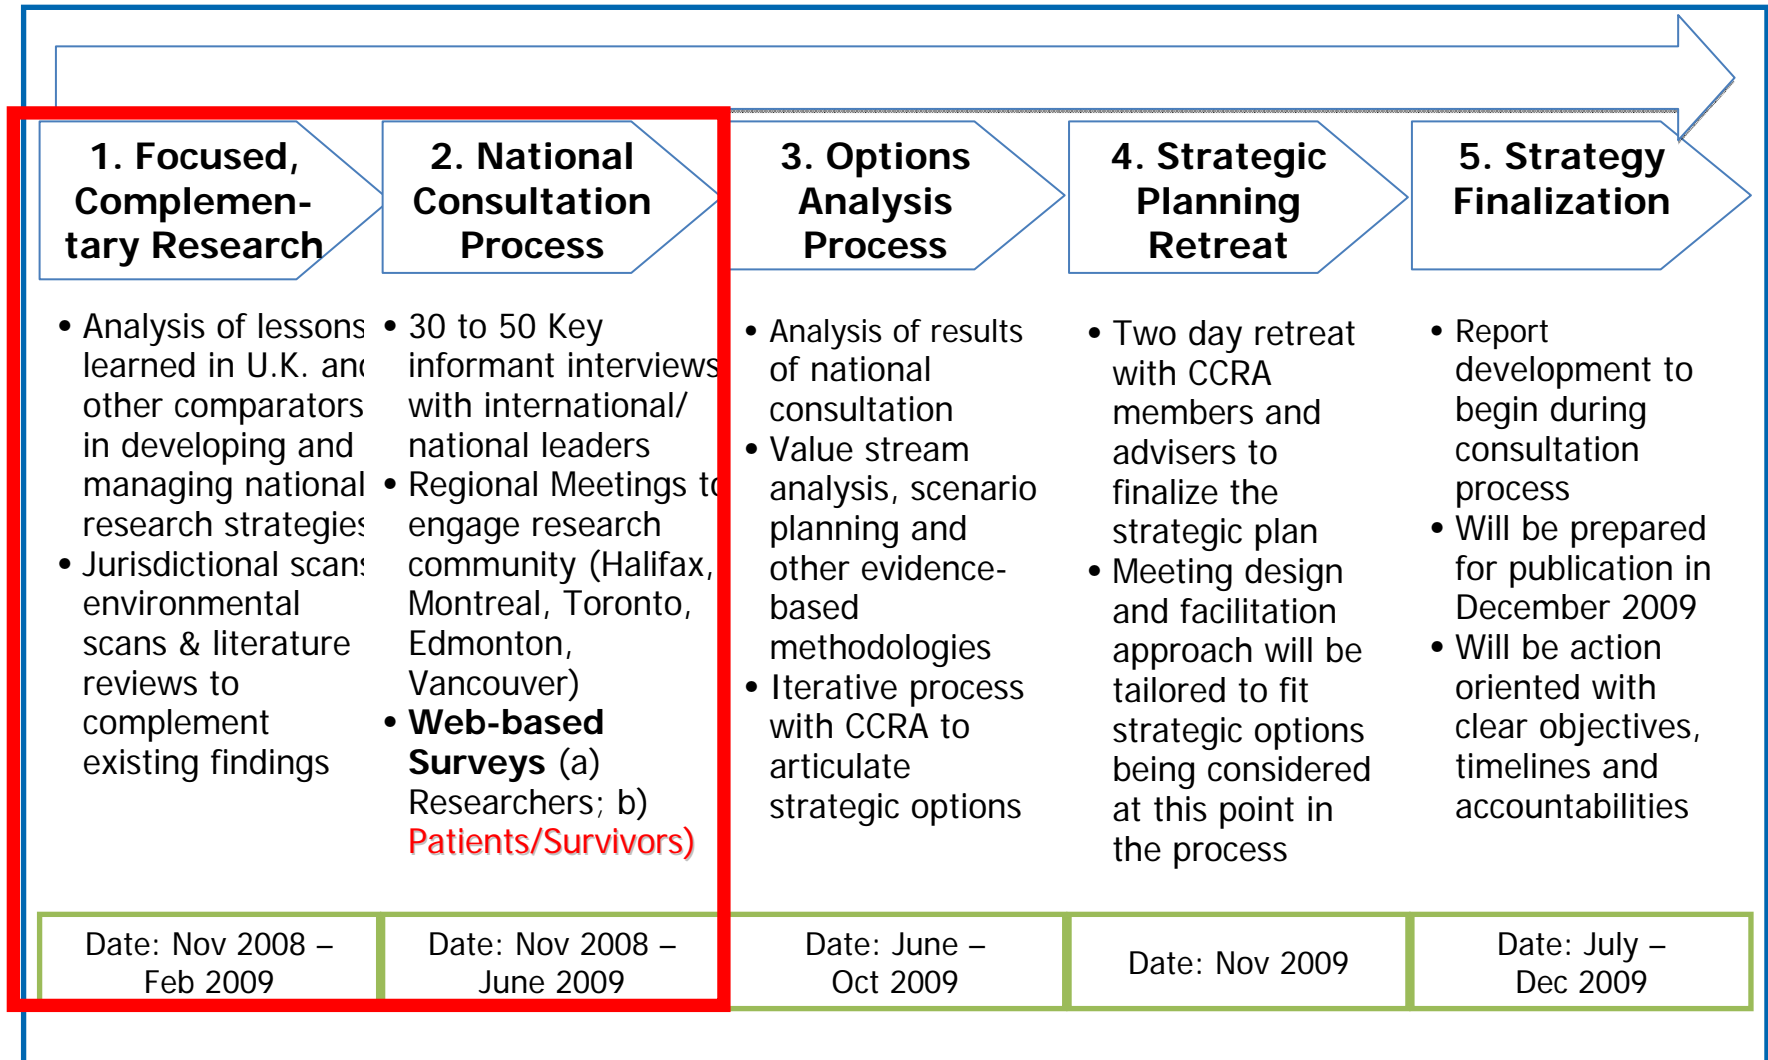 1. Focused,
Complemen-
tary Research
2. National
Consultation
Process
3. Options
Analysis
Process
4. Strategic
Planning
Retreat
5. Strategy
Finalization
• Analysis of lessons
learned in U.K. and
other comparators
in developing and
managing national
research strategies
• Jurisdictional scans
environmental
scans & literature
reviews to
complement
existing findings
• 30 to 50 Key
informant interviews
with international/
national leaders
• Regional Meetings to
engage research
community (Halifax,
Montreal, Toronto,
Edmonton,
Vancouver)
• Web-based
Surveys (a)
Researchers; b)
Patients/Survivors)
• Analysis of results
of national
consultation
• Value stream
analysis, scenario
planning and
other evidence-
based
methodologies
• Iterative process
with CCRA to
articulate
strategic options
• Two day retreat
with CCRA
members and
advisers to
finalize the
strategic plan
• Meeting design
and facilitation
approach will be
tailored to fit
strategic options
being considered
at this point in
the process
• Report
development to
begin during
consultation
process
• Will be prepared
for publication in
December 2009
• Will be action
oriented with
clear objectives,
timelines and
accountabilities
Date: Nov 2008 –
Feb 2009
Date: Nov 2008 –
June 2009
Date: June –
Oct 2009
Date: Nov 2009
Date: July –
Dec 2009